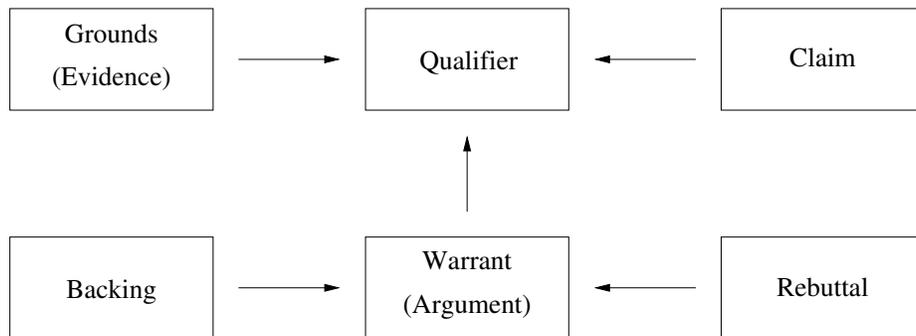 Grounds
(Evidence)
Qualifier
Claim
Backing
Warrant
(Argument)
Rebuttal